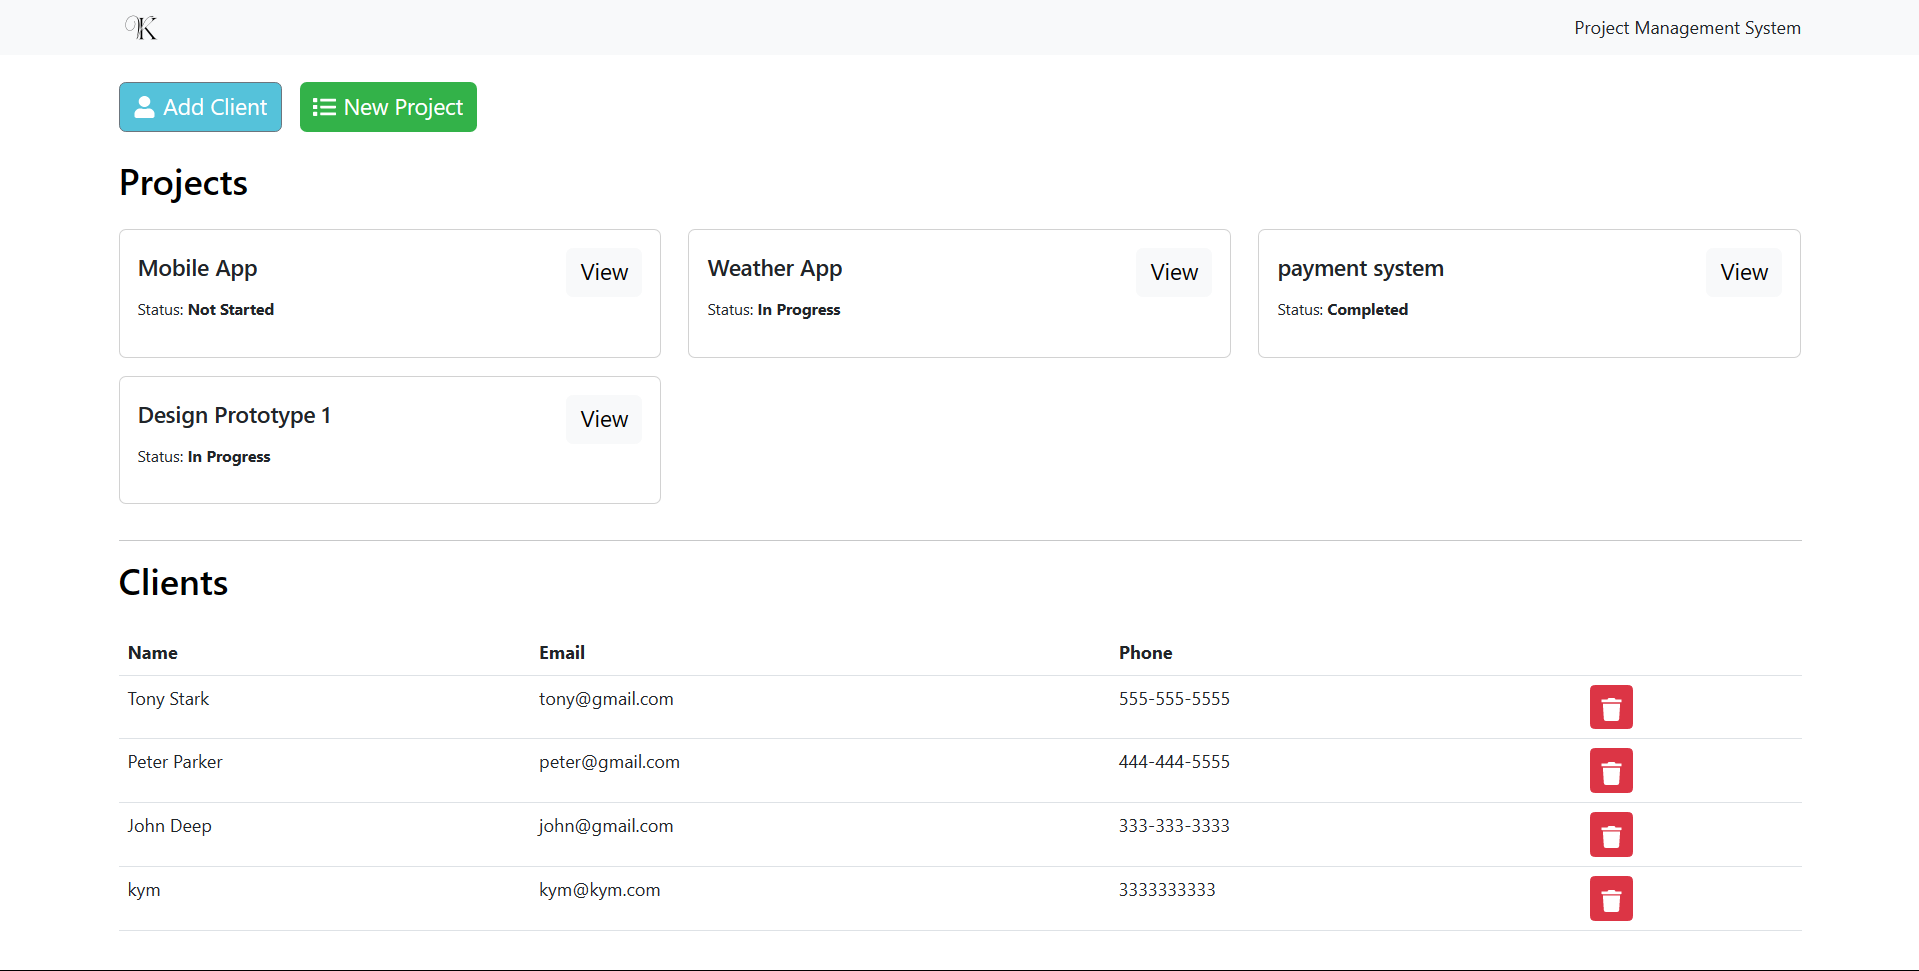 K
Project Management System
Add Client
New Project
Projects
Mobile App
View
Status: Not Started
Weather App
View
Status: In Progress
payment system
View
Status: Completed
Design Prototype 1
View
Status: In Progress
Clients
Name Email Phone
Tony Stark tony@gmail.com 555-555-5555
Peter Parker peter@gmail.com 444-444-5555
John Deep john@gmail.com 333-333-3333
kym kym@kym.com 3333333333